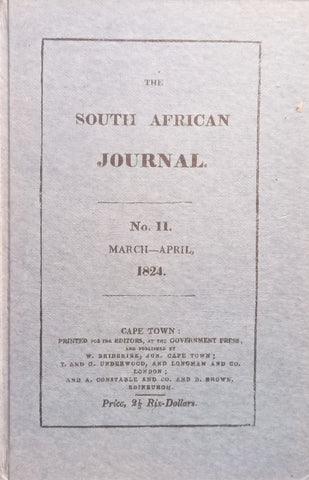 THE
SOUTH AFRICAN
JOURNAL.
No. II.
MARCH—APRIL,
1824.
CAPE TOWN:
PRINTED FOR THE EDITORS, AT THE GOVERNMENT PRESS,
AND PUBLISHED BY
W. BRIDEKIRK, JUN. CAPE TOWN;
T. AND G. UNDERWOOD, AND LONGMAN AND CO.
LONDON;
AND A. CONSTABLE AND CO. AND D. BROWN,
EDINBURGH.
Price, 2½ Rix-Dollars.